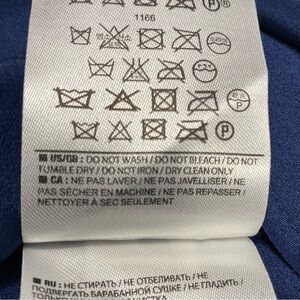 1166
US/GB : DO NOT WASH / DO NOT BLEACH / DO NOT
TUMBLE DRY / DO NOT IRON / DRY CLEAN ONLY
CA : NE PAS LAVER / NE PAS JAVELLISER / NE
PAS SÉCHER EN MACHINE / NE PAS REPASSER /
NETTOYER À SEC SEULEMENT
RU : НЕ СТИРАТЬ / НЕ ОТБЕЛИВАТЬ / НЕ
ПОДВЕРГАТЬ БАРАБАННОЙ СУШКЕ / НЕ ГЛАДИТЬ /